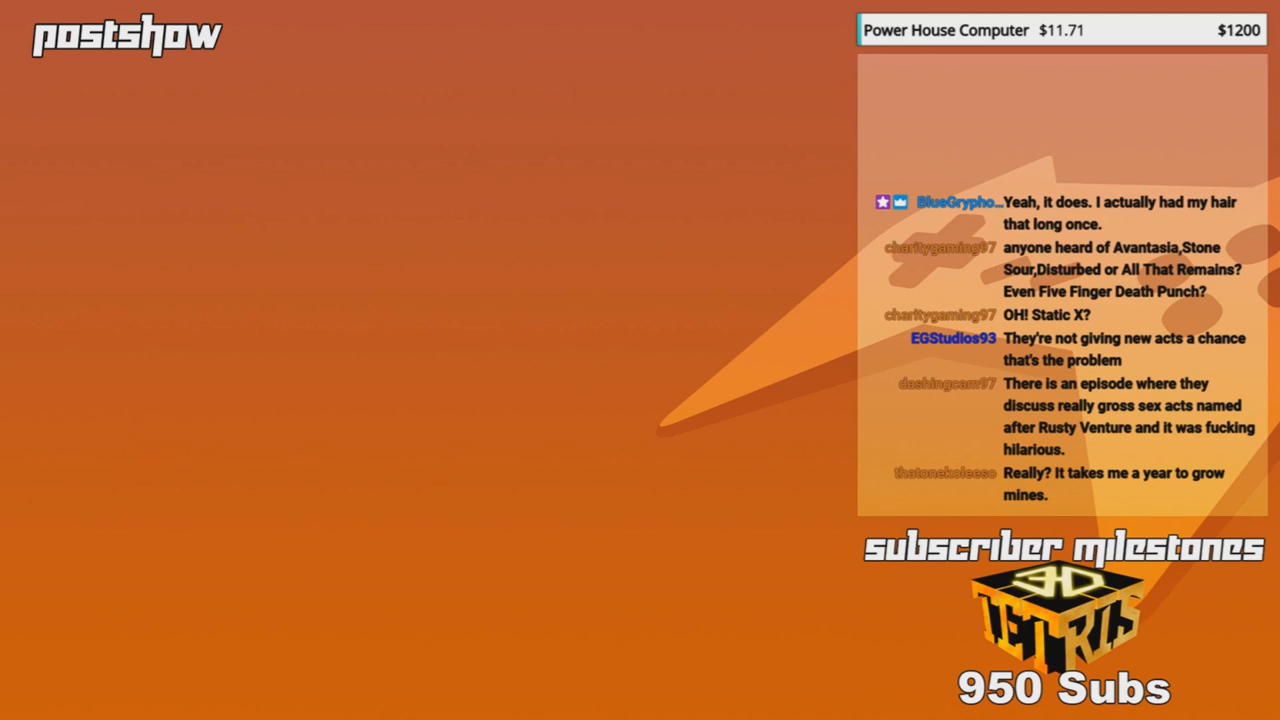 postshow
Power House Computer $11.71 $1200
BlueGrypho... Yeah, it does. I actually had my hair
that long once.
charitygaming97 anyone heard of Avantasia,Stone
Sour,Disturbed or All That Remains?
Even Five Finger Death Punch?
charitygaming97 OH! Static X?
EGStudios93 They're not giving new acts a chance
that's the problem
dashingcam97 There is an episode where they
discuss really gross sex acts named
after Rusty Venture and it was fucking
hilarious.
thatonekoleeso Really? It takes me a year to grow
mines.
subscriber milestones
3D
TETRIS
950 Subs